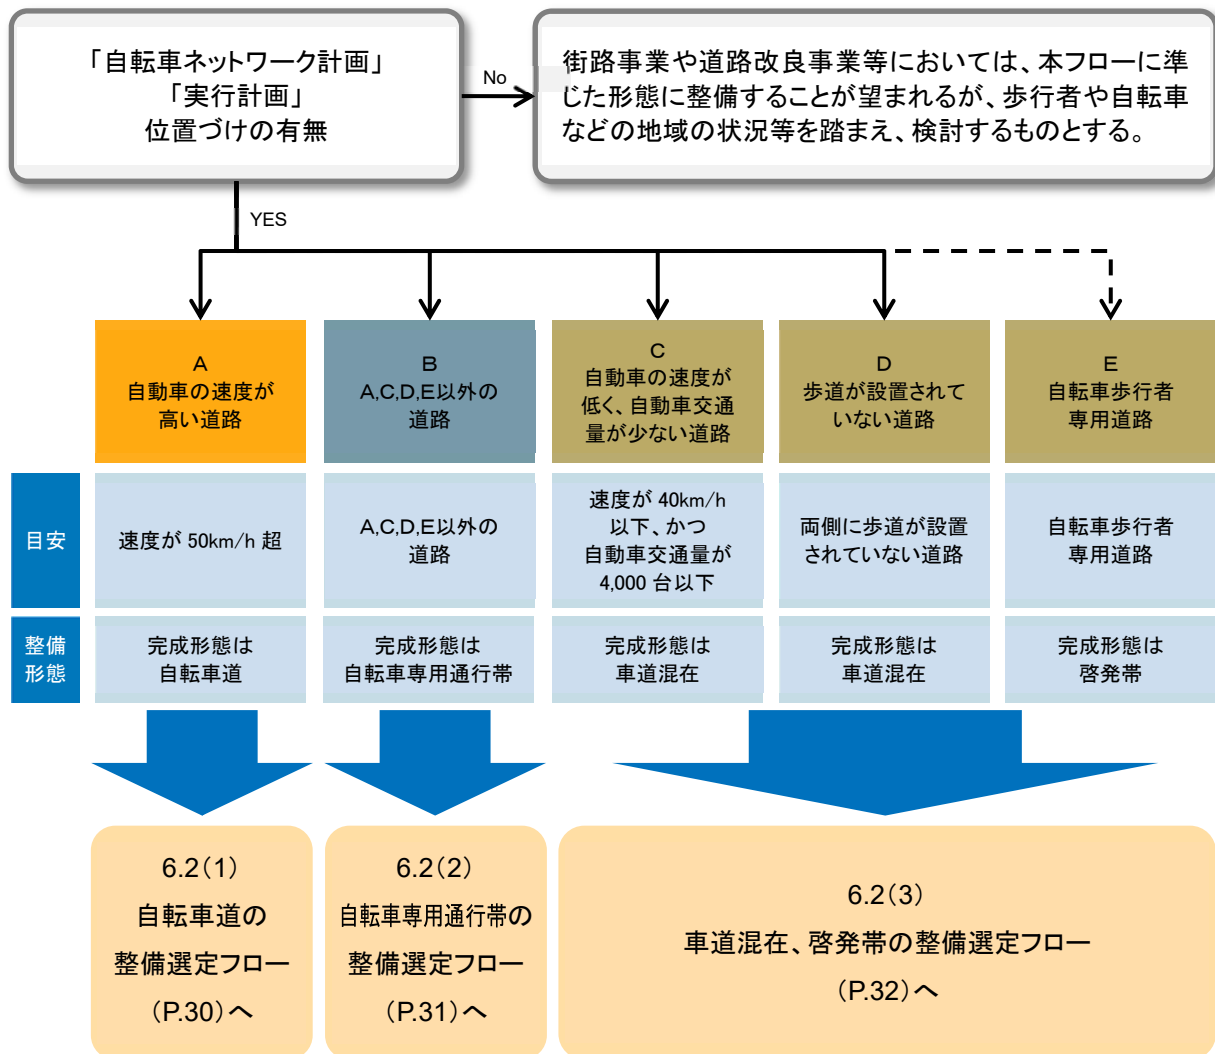 「自転車ネットワーク計画」
「実行計画」
位置づけの有無
No
街路事業や道路改良事業等においては、本フローに準
じた形態に整備することが望まれるが、歩行者や自転車
などの地域の状況等を踏まえ、検討するものとする。
YES
A
自動車の速度が
高い道路
B
A,C,D,E以外の
道路
C
自動車の速度が
低く、自動車交通
量が少ない道路
D
歩道が設置されて
いない道路
E
自転車歩行者
専用道路
目安
速度が 50km/h 超
A,C,D,E以外の
道路
速度が 40km/h
以下、かつ
自動車交通量が
4,000 台以下
両側に歩道が設置
されていない道路
自転車歩行者
専用道路
整備
形態
完成形態は
自転車道
完成形態は
自転車専用通行帯
完成形態は
車道混在
完成形態は
車道混在
完成形態は
啓発帯
6.2(1)
自転車道の
整備選定フロー
(P.30)へ
6.2(2)
自転車専用通行帯の
整備選定フロー
(P.31)へ
6.2(3)
車道混在、啓発帯の整備選定フロー
(P.32)へ